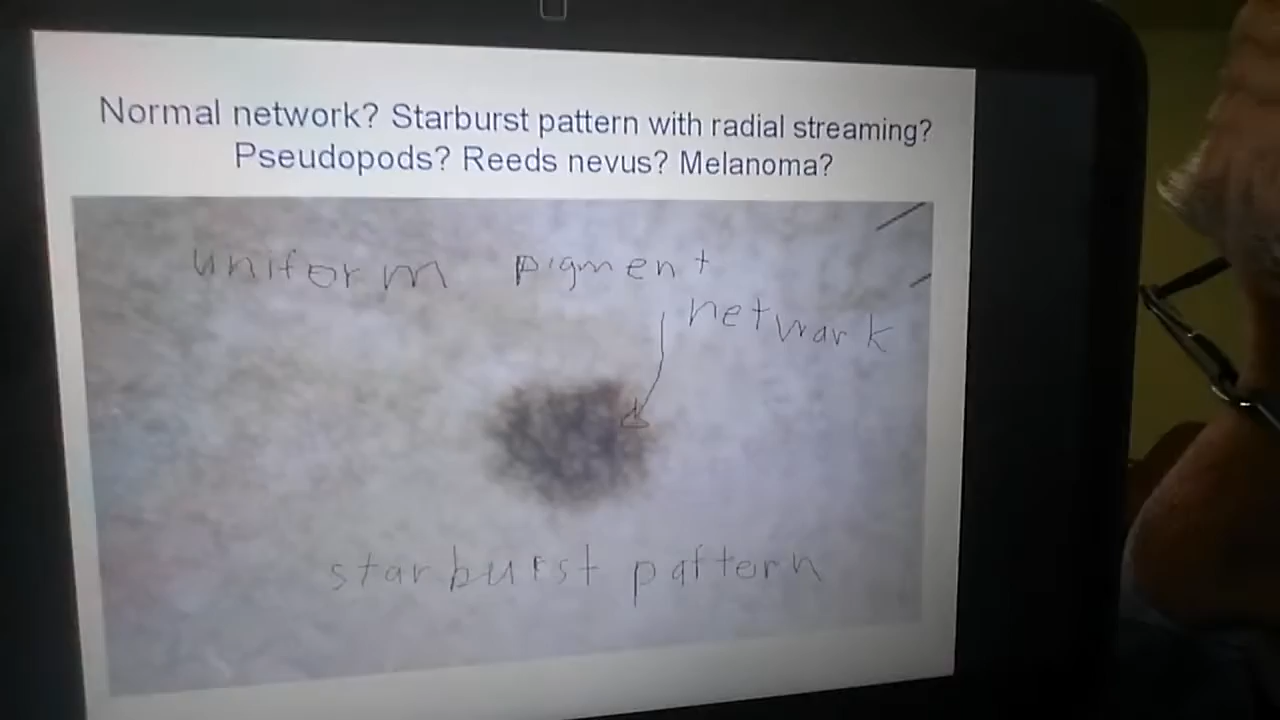 Normal network? Starburst pattern with radial streaming?
Pseudopods? Reeds nevus? Melanoma?
uniform pigment
network
starburst pattern